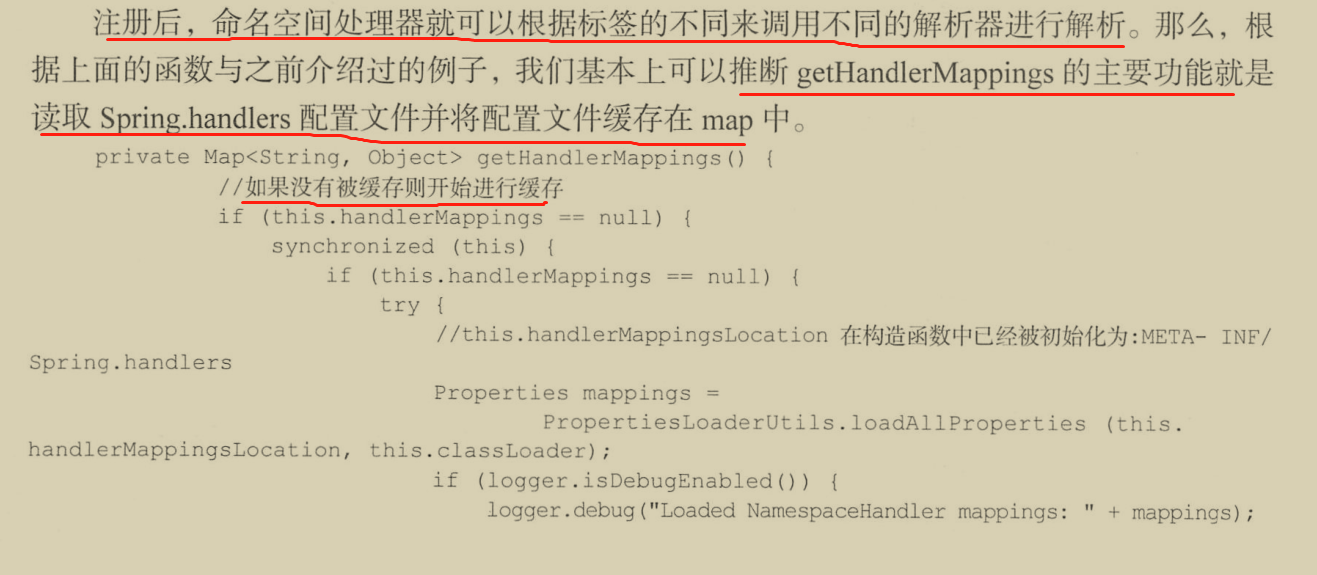 注册后，命名空间处理器就可以根据标签的不同来调用不同的解析器进行解析。那么，根
据上面的函数与之前介绍过的例子，我们基本上可以推断 getHandlerMappings 的主要功能就是
读取 Spring.handlers 配置文件并将配置文件缓存在 map 中。
private Map<String, Object> getHandlerMappings() {
//如果没有被缓存则开始进行缓存
if (this.handlerMappings == null) {
synchronized (this) {
if (this.handlerMappings == null) {
try {
//this.handlerMappingsLocation 在构造函数中已经被初始化为:META- INF/
Spring.handlers
Properties mappings =
PropertiesLoaderUtils.loadAllProperties (this.
handlerMappingsLocation, this.classLoader);
if (logger.isDebugEnabled()) {
logger.debug("Loaded NamespaceHandler mappings: " + mappings);